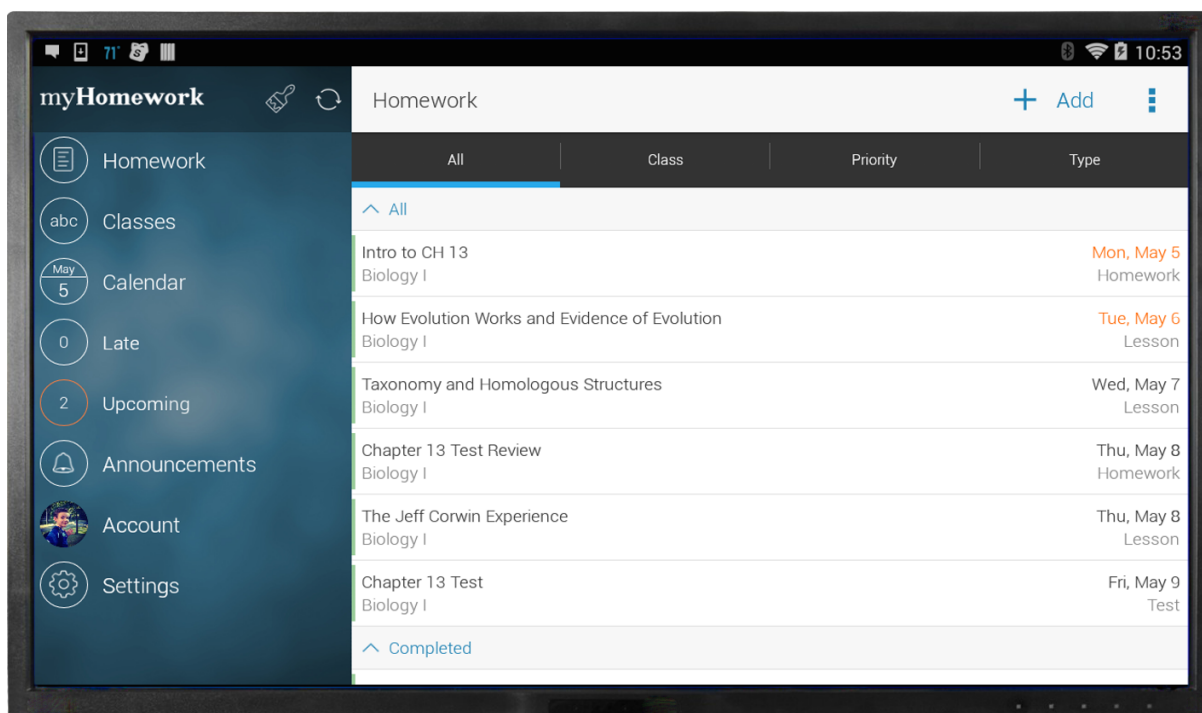 71°
10:53
myHomework
Homework
Classes
May
5
Calendar
0
Late
2
Upcoming
Announcements
Account
Settings
Homework
+ Add
All
Class
Priority
Type
All
Intro to CH 13
Mon, May 5
Biology I
Homework
How Evolution Works and Evidence of Evolution
Tue, May 6
Biology I
Lesson
Taxonomy and Homologous Structures
Wed, May 7
Biology I
Lesson
Chapter 13 Test Review
Thu, May 8
Biology I
Homework
The Jeff Corwin Experience
Thu, May 8
Biology I
Lesson
Chapter 13 Test
Fri, May 9
Biology I
Test
Completed
abc